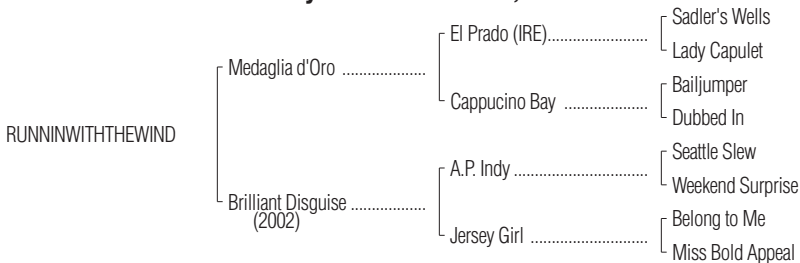 Sadler's Wells
El Prado (IRE)........................
Lady Capulet
Medaglia d'Oro ....................
Bailjumper
Cappucino Bay ....................
Dubbed In
RUNNINWITHTHEWIND
Seattle Slew
A.P. Indy ................................
Weekend Surprise
Brilliant Disguise ..................
(2002)
Belong to Me
Jersey Girl ............................
Miss Bold Appeal